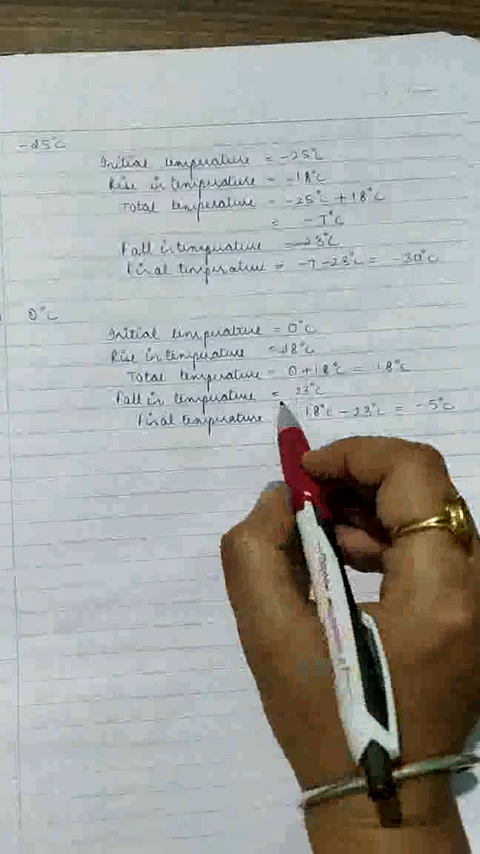 -25°C
Initial temperature = -25°C
Rise in temperature = -18°C
Total temperature = -25°C + 18°C
= -7°C
Fall in temperature = -23°C
Final temperature = -7-23°C = -30°C
0°C
Initial temperature = 0°C
Rise in temperature = 18°C
Total temperature = 0+18°C = 18°C
Fall in temperature = 23°C
Final temperature 18°C - 23°C = -5°C